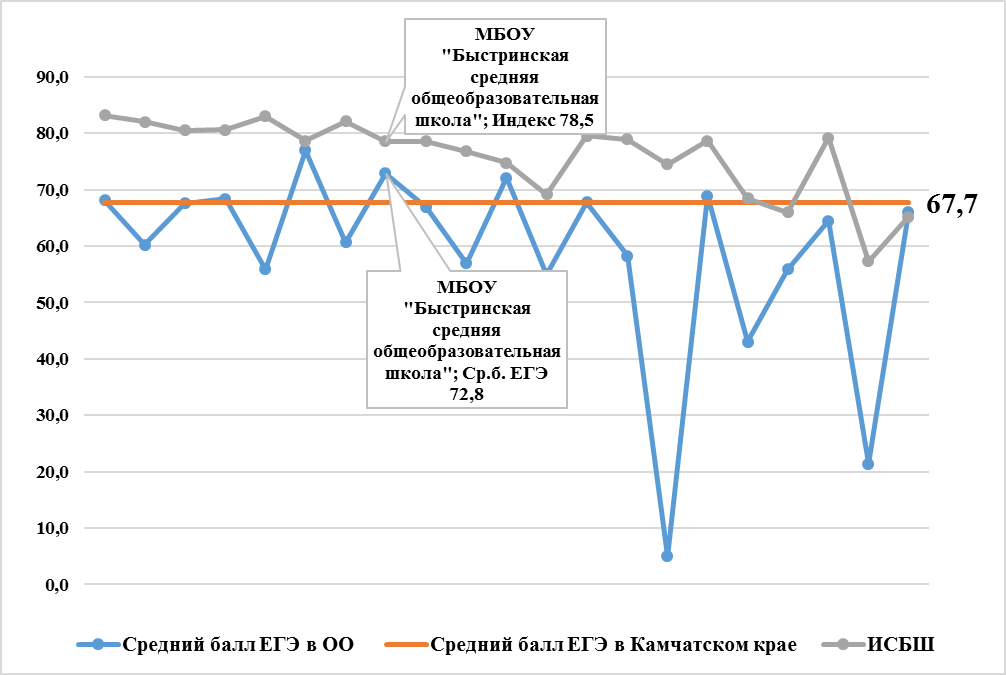 МБОУ
"Быстринская
средняя
общеобразовательная
школа"; Индекс 78,5
90,0
80,0
70,0
60,0
50,0
40,0
30,0
20,0
10,0
0,0
67,7
МБОУ
"Быстринская
средняя
общеобразовательная
школа"; Ср.б. ЕГЭ
72,8
Средний балл ЕГЭ в ОО
Средний балл ЕГЭ в Камчатском крае
ИСБШ